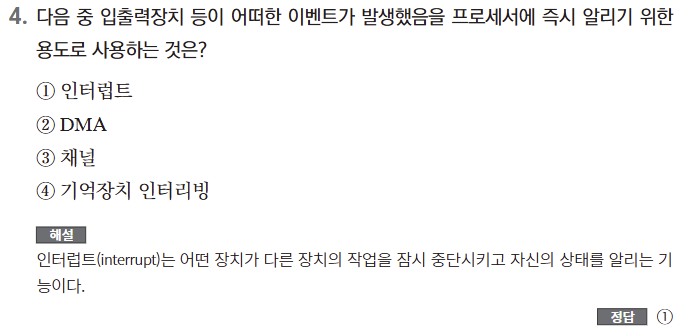 4. 다음 중 입출력장치 등이 어떠한 이벤트가 발생했음을 프로세서에 즉시 알리기 위한
용도로 사용하는 것은?
① 인터럽트
② DMA
③ 채널
④ 기억장치 인터리빙
해설
인터럽트(interrupt)는 어떤 장치가 다른 장치의 작업을 잠시 중단시키고 자신의 상태를 알리는 기
능이다.
정답 ①